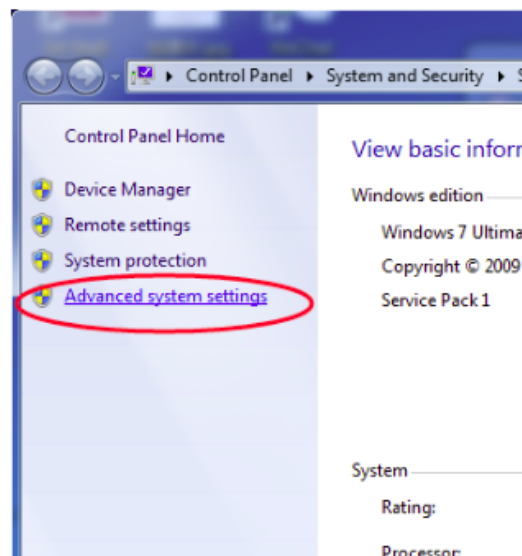 Control Panel ▸ System and Security ▸
Control Panel Home
Device Manager
Remote settings
System protection
Advanced system settings
View basic infor
Windows edition
Windows 7 Ultima
Copyright © 2009
Service Pack 1
System
Rating:
Processor: